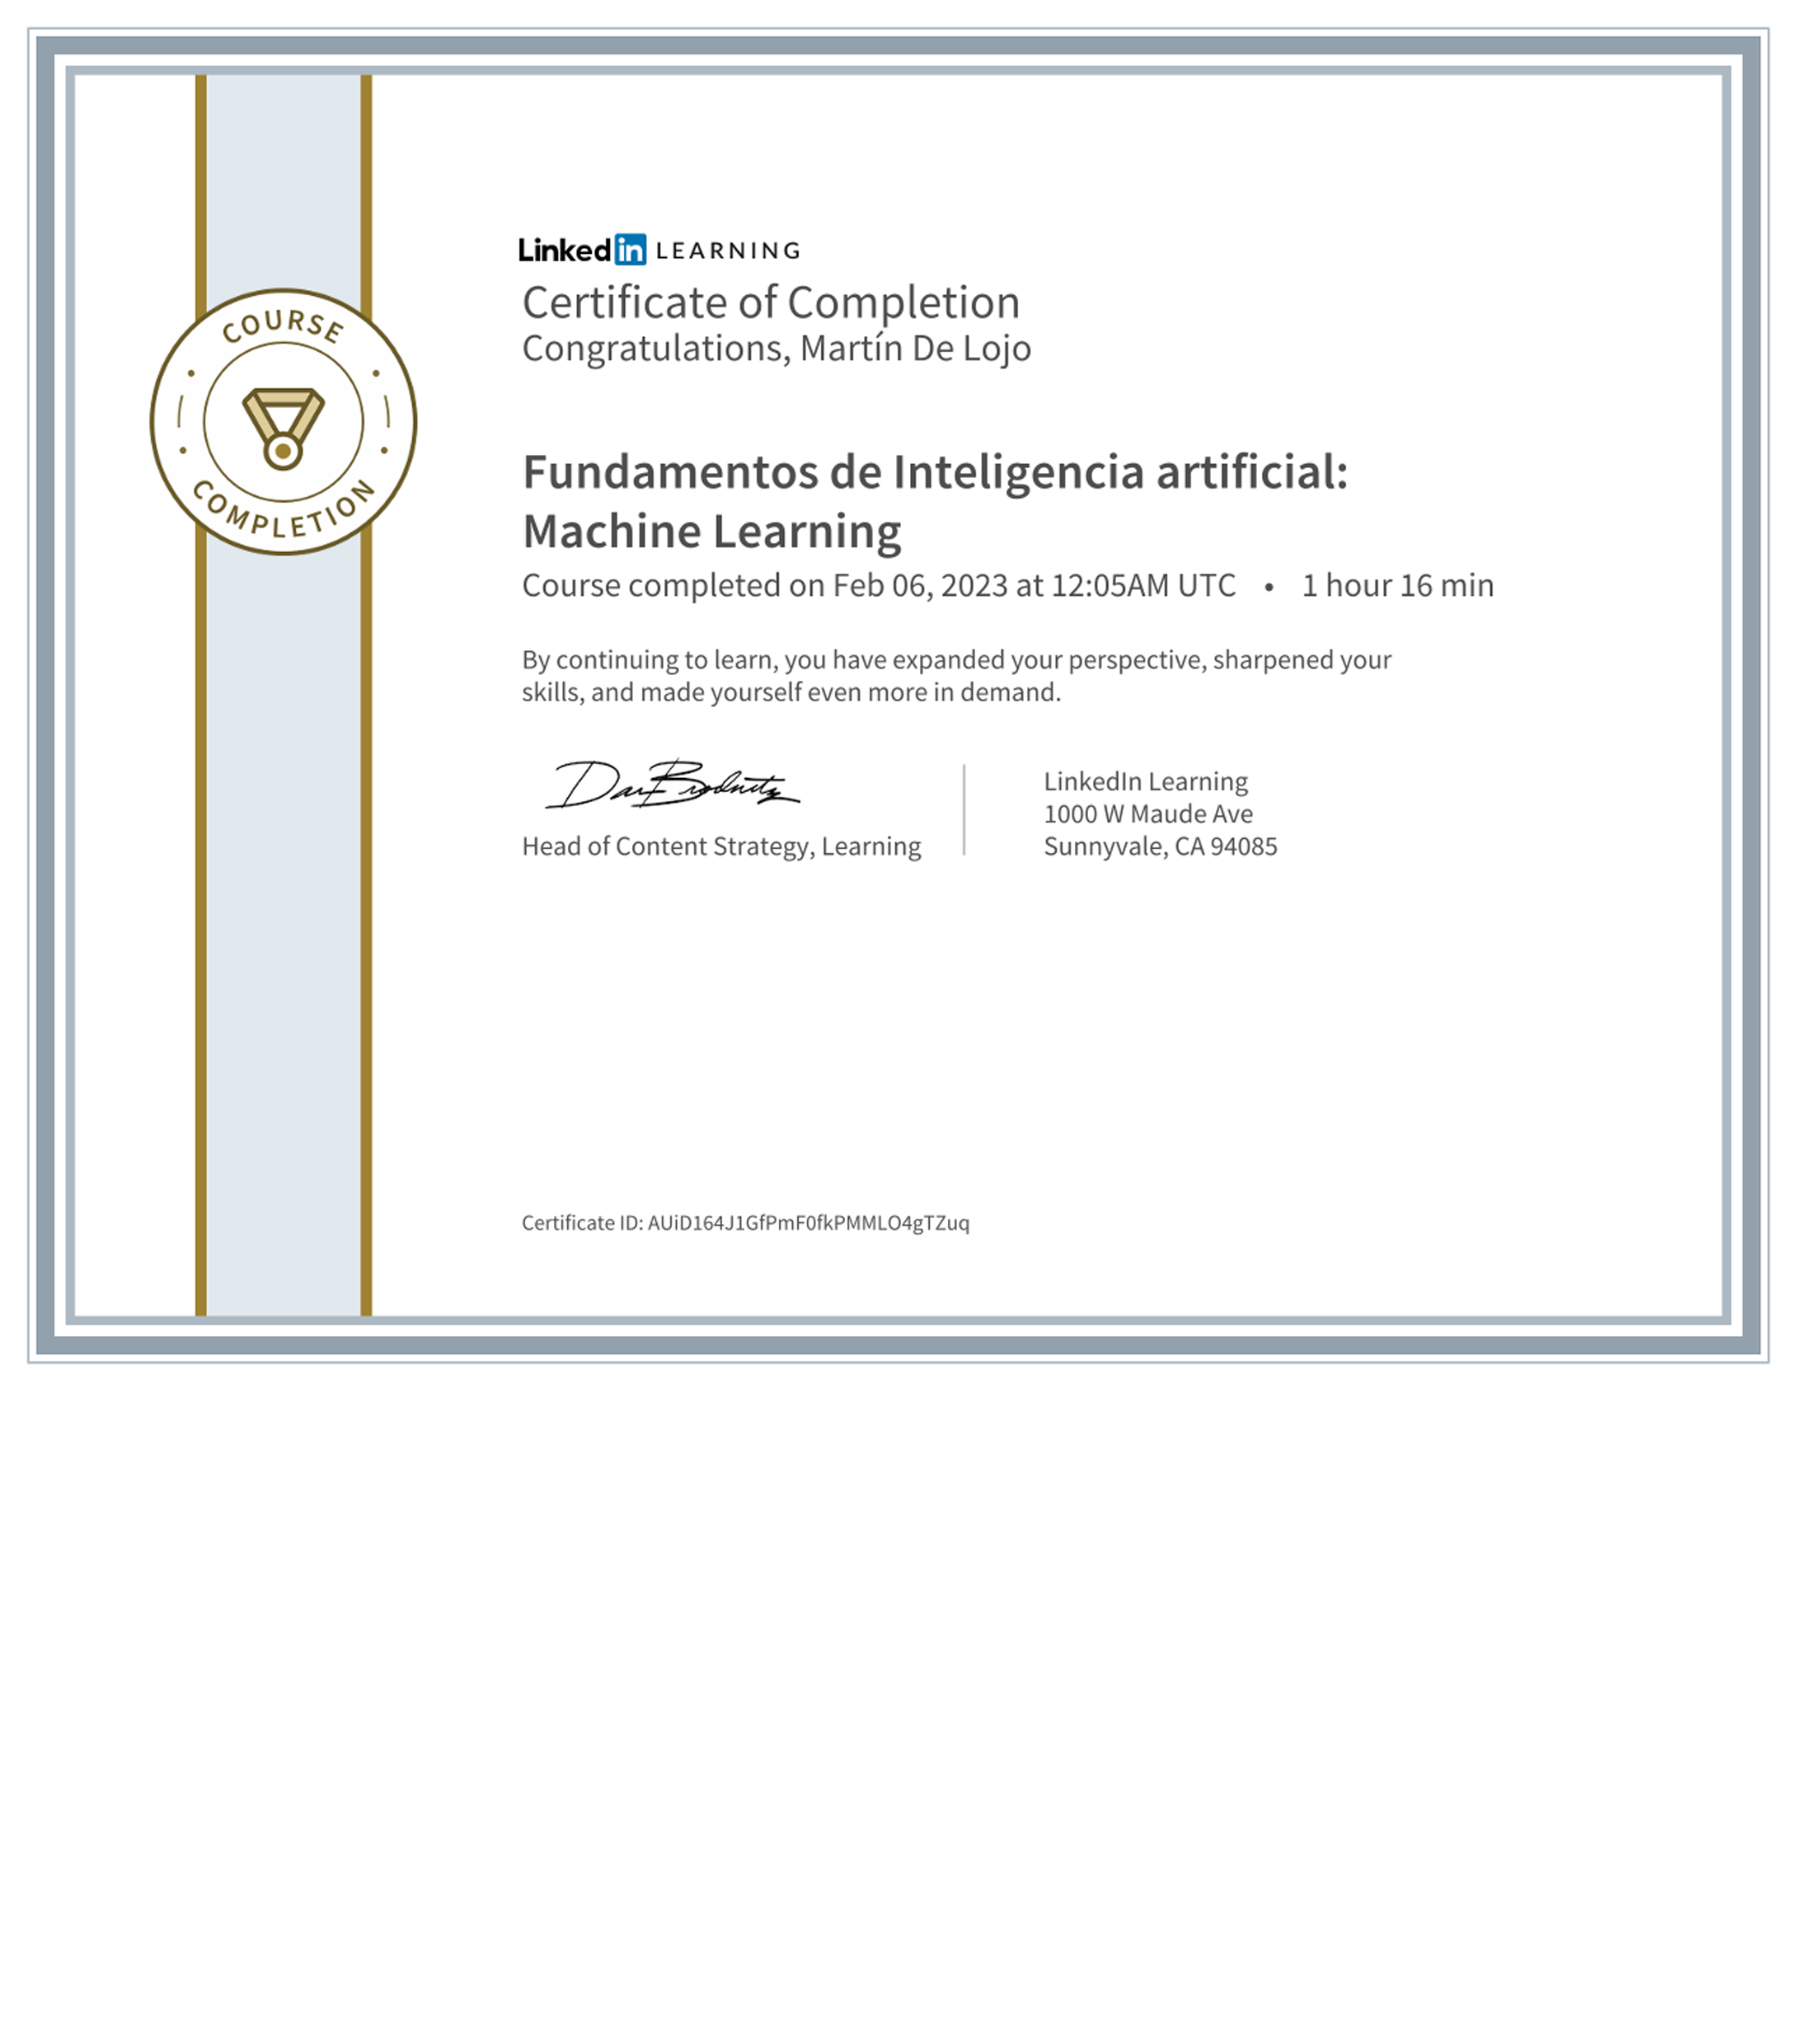 COURSE
COMPLETION
Linked in LEARNING
Certificate of Completion
Congratulations, Martín De Lojo
Fundamentos de Inteligencia artificial:
Machine Learning
Course completed on Feb 06, 2023 at 12:05AM UTC • 1 hour 16 min
By continuing to learn, you have expanded your perspective, sharpened your
skills, and made yourself even more in demand.
Dan Brodnitz
Head of Content Strategy, Learning
LinkedIn Learning
1000 W Maude Ave
Sunnyvale, CA 94085
Certificate ID: AUiD164J1GfPmF0fkPMMLO4gTZuq